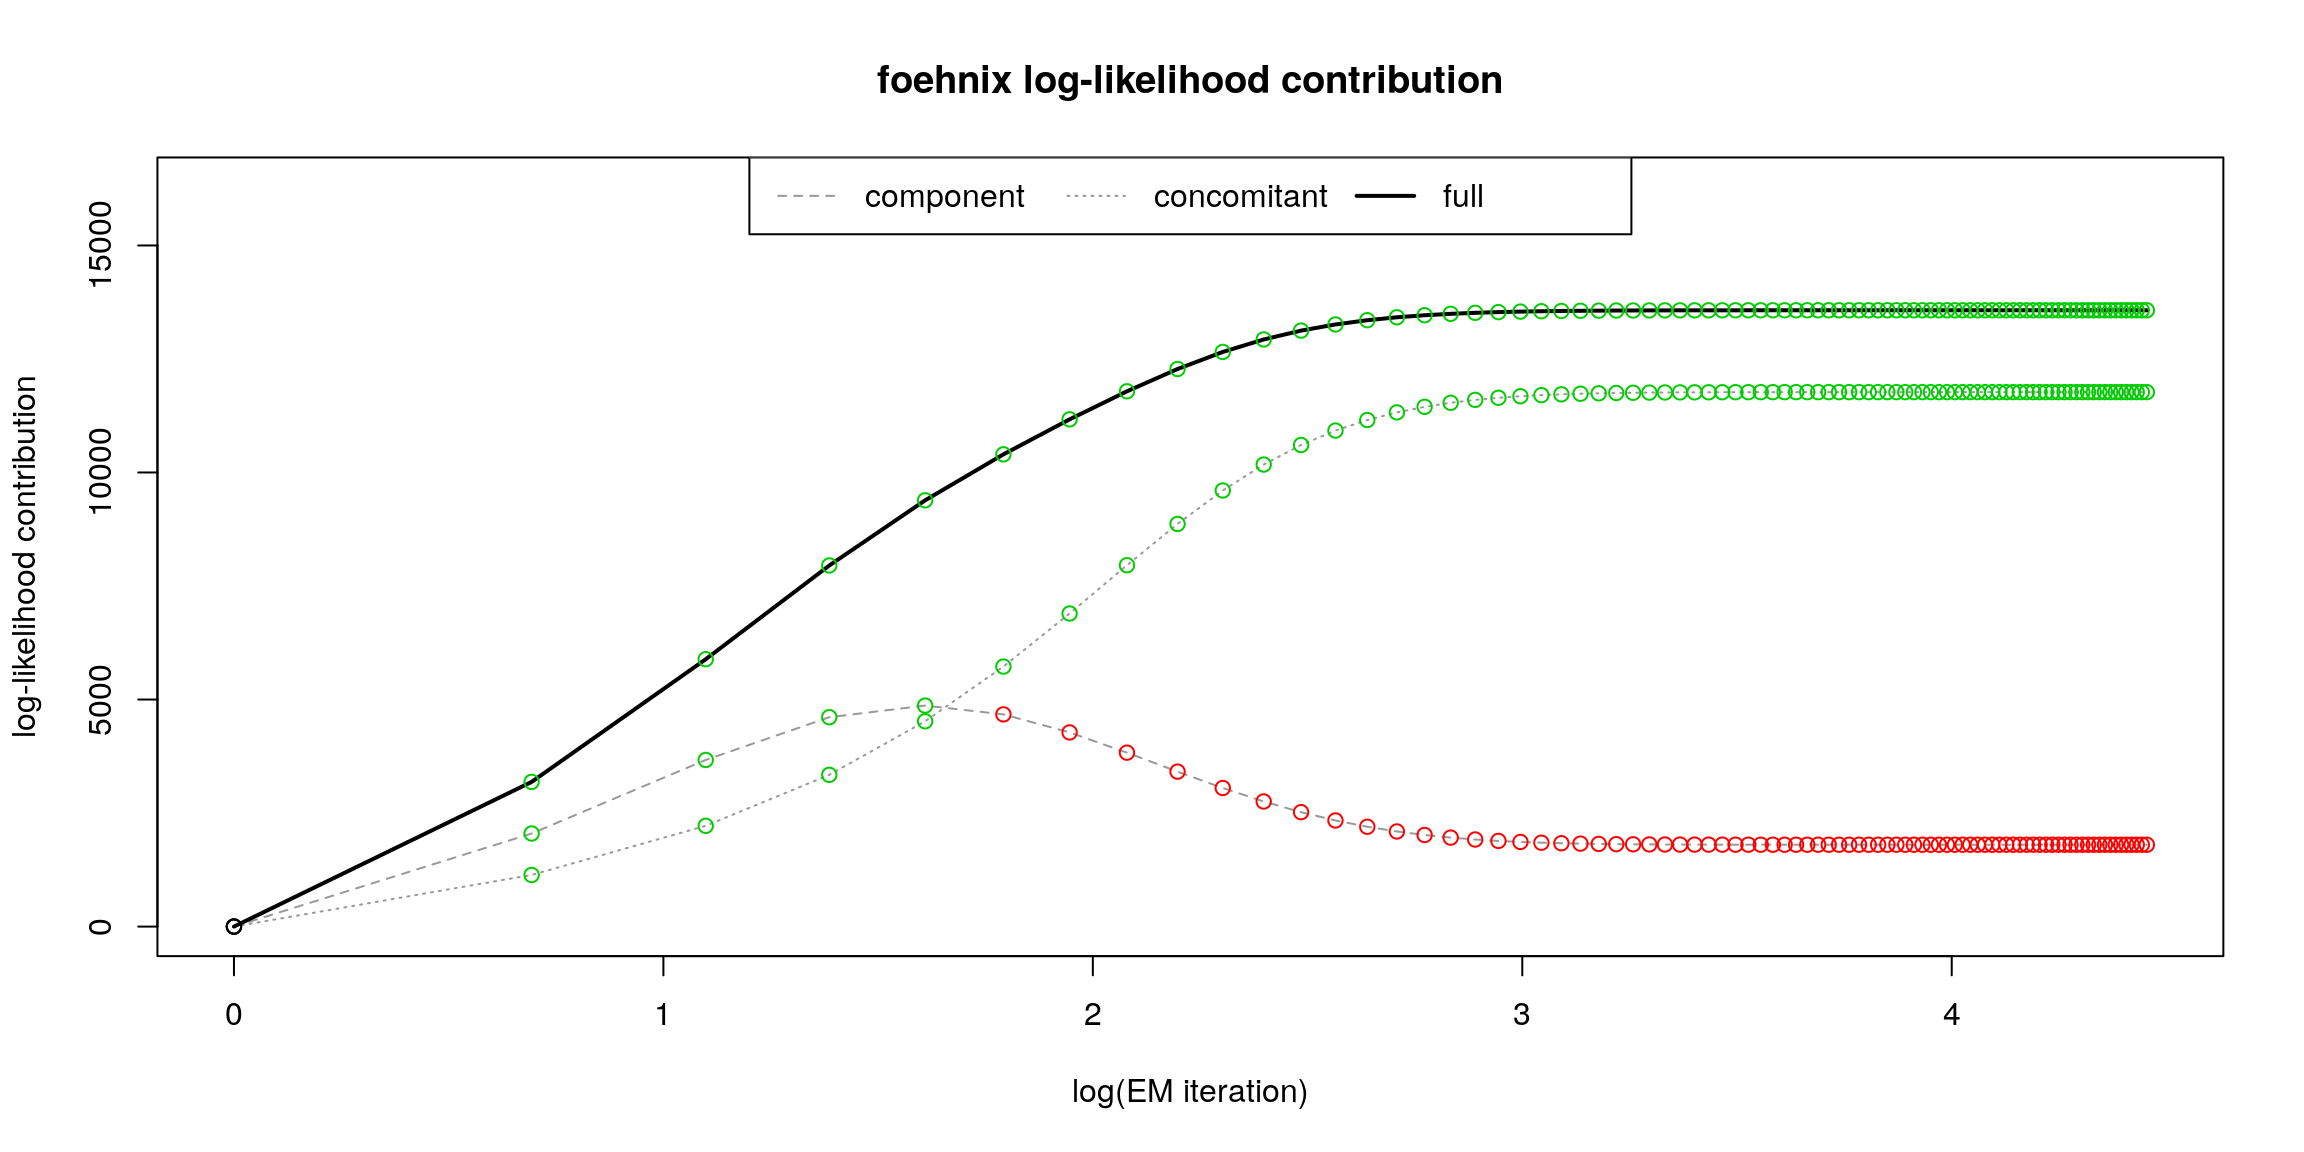 foehnix log-likelihood contribution
component concomitant full
log-likelihood contribution
15000
10000
5000
0
0 1 2 3 4
log(EM iteration)